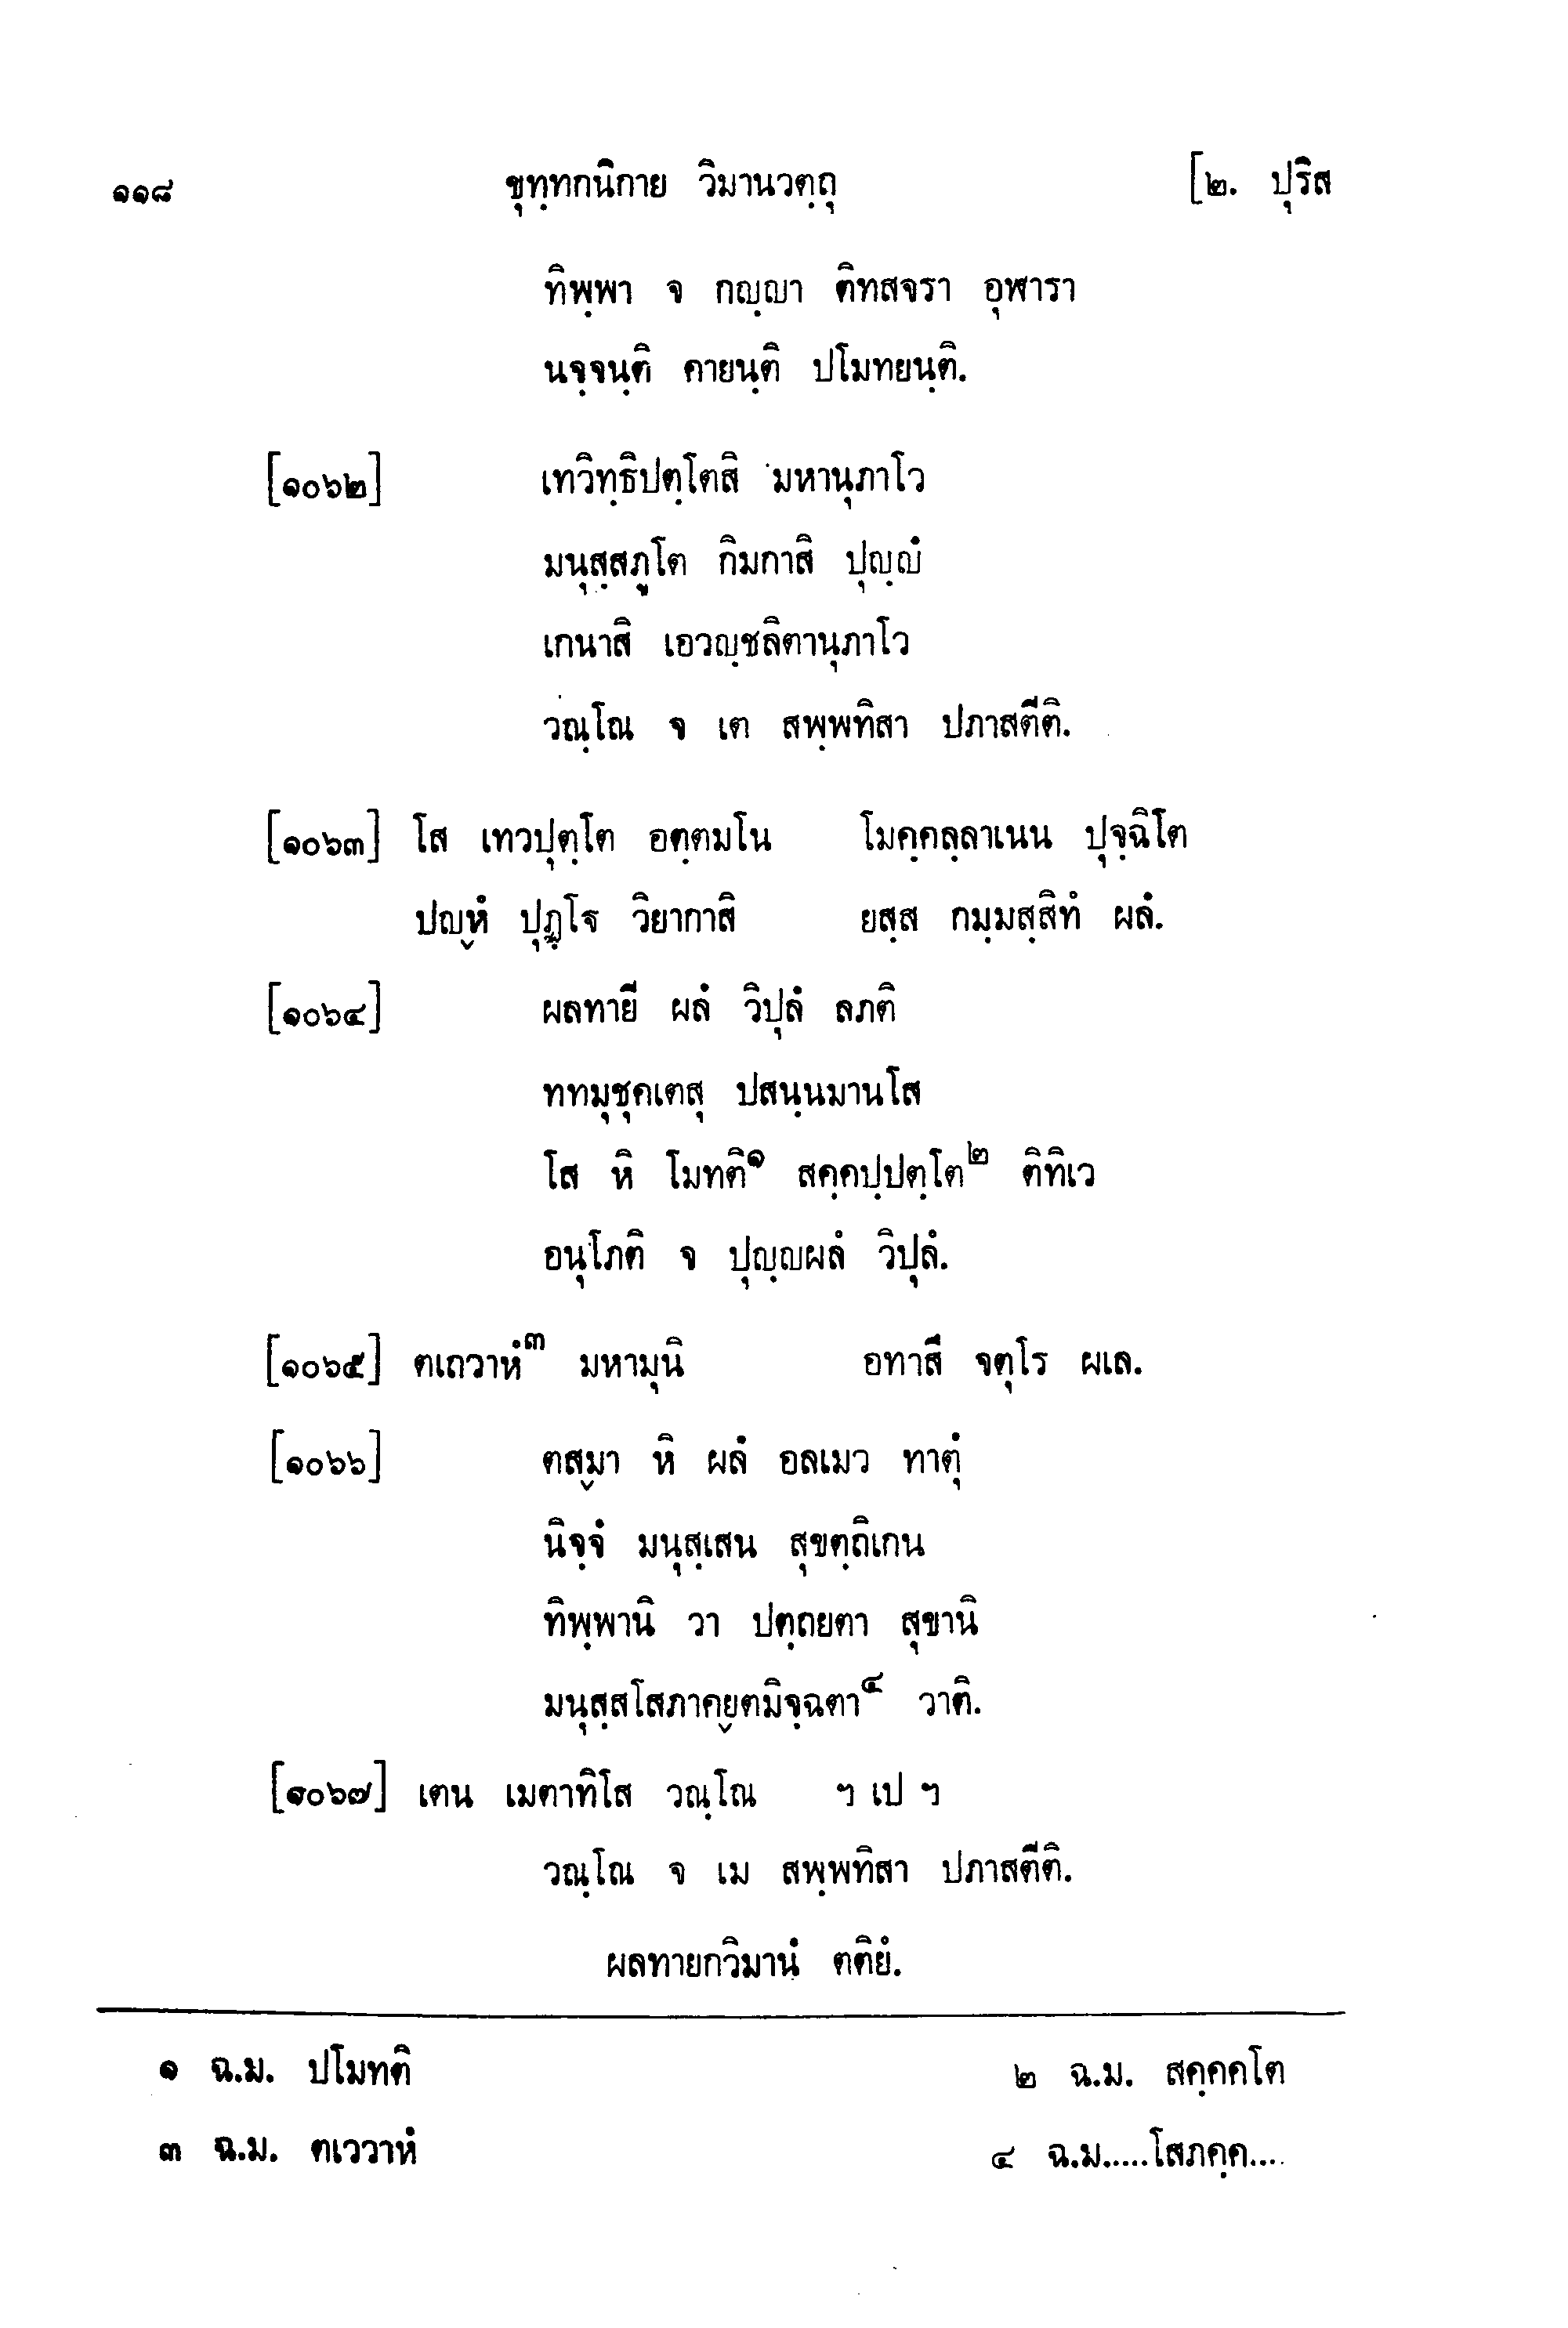 ๑๑๘ ขุทฺทกนิกาย วิมานวตฺถุ [๒. ปุริส
ทิพฺพา จ กญฺญา ติทสจรา อุฬารา
นจฺจนฺติ คายนฺติ ปโมทยนฺติ.
[๑๐๖๒] เทวิทฺธิปตฺโตสิ มหานุภาโว
มนุสฺสภูโต กิมกาสิ ปุญฺญํ
เกนาสิ เอวญฺชลิตานุภาโว
วณฺโณ จ เต สพฺพทิสา ปภาสตีติ.
[๑๐๖๓] โส เทวปุตฺโต อตฺตมโน โมคฺคลฺลาเนน ปุจฺฉิโต
ปญฺหํ ปุฏฺโฐ วิยากาสิ ยสฺส กมฺมสฺสิทํ ผลํ.
[๑๐๖๔] ผลทายี ผลํ วิปุลํ ลภติ
ททมุชุคเตสุ ปสนฺนมานโส
โส หิ โมทติ๑ สคฺคปฺปตฺโต๒ ติทิเว
อนุโภติ จ ปุญฺญผลํ วิปุลํ.
[๑๐๖๕] ตเถวาหํ๓ มหามุนิ อทาสึ จตุโร ผเล.
[๑๐๖๖] ตสฺมา หิ ผลํ อลเมว ทาตุํ
นิจฺจํ มนุสฺเสน สุขตฺถิเกน
ทิพฺพานิ วา ปตฺถยตา สุขานิ
มนุสฺสโสภาคฺยตมิจฺฉตา๔ วาติ.
[๑๐๖๗] เตน เมตาทิโส วณฺโณ ฯ เป ฯ
วณฺโณ จ เม สพฺพทิสา ปภาสตีติ.
ผลทายกวิมานํ ตติยํ.
๑ ฉ.ม. ปโมทติ ๒ ฉ.ม. สคฺคคโต
๓ ฉ.ม. ตเววาหํ ๔ ฉ.ม.....โสภคฺค....